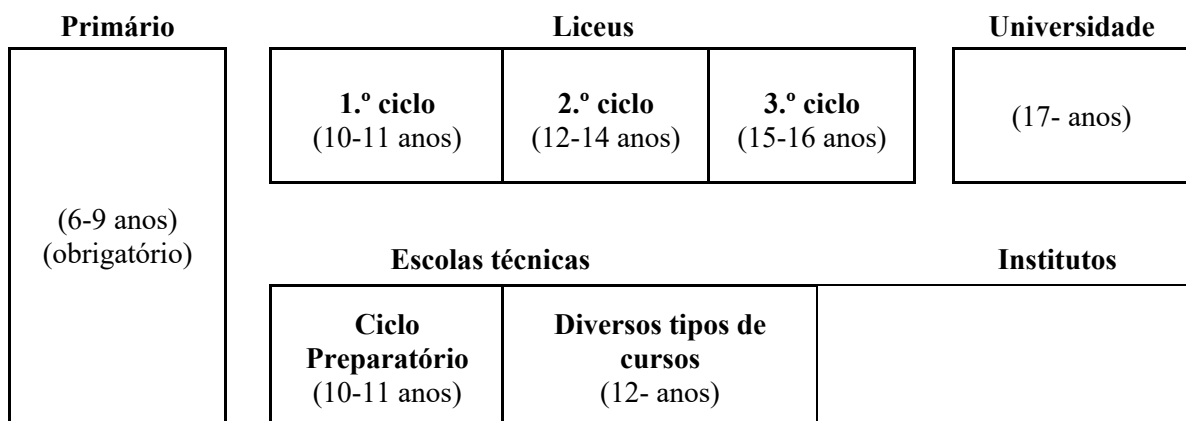 Primário
(6-9 anos)
(obrigatório)
Liceus
1.º ciclo
(10-11 anos)
2.º ciclo
(12-14 anos)
3.º ciclo
(15-16 anos)
Universidade
(17- anos)
Escolas técnicas
Ciclo
Preparatório
(10-11 anos)
Diversos tipos de
cursos
(12- anos)
Institutos